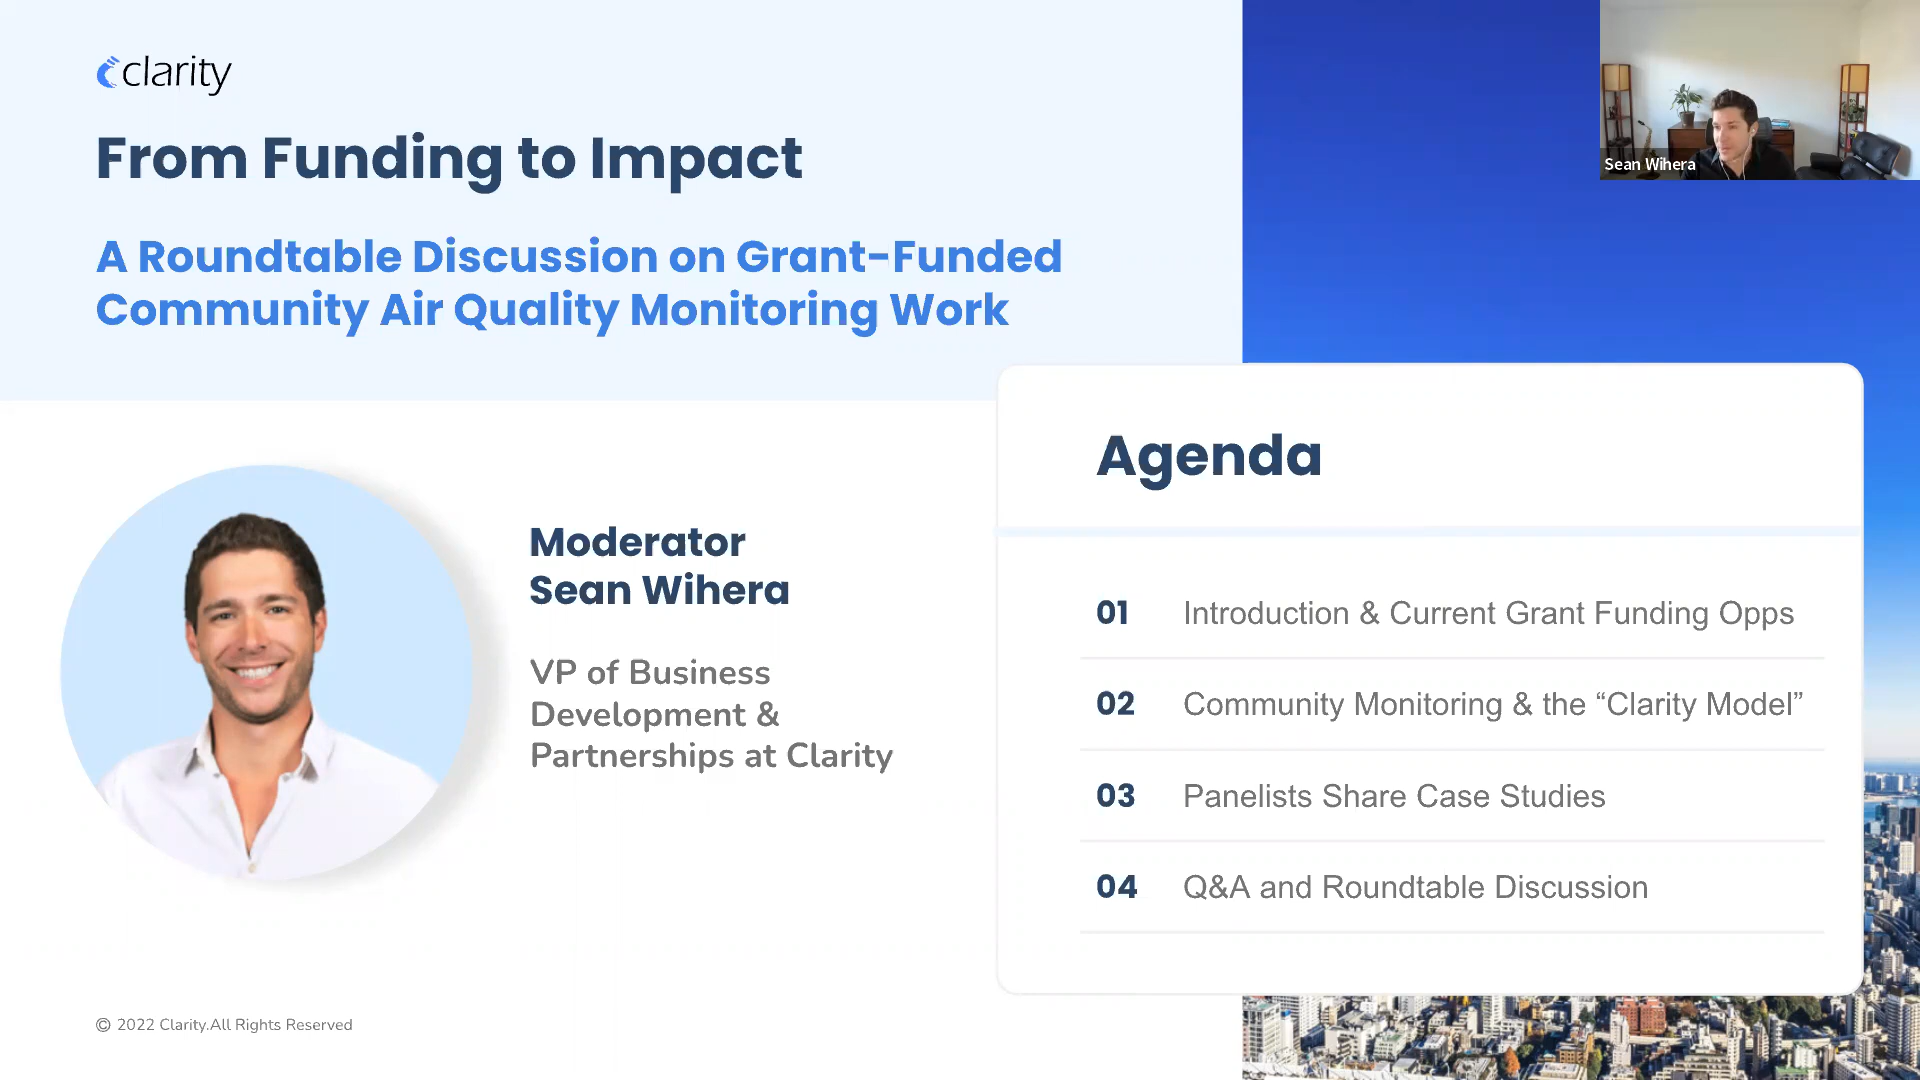 clarity
From Funding to Impact
A Roundtable Discussion on Grant-Funded
Community Air Quality Monitoring Work
Sean Wihera
Moderator
Sean Wihera
VP of Business
Development &
Partnerships at Clarity
Agenda
01 Introduction & Current Grant Funding Opps
02 Community Monitoring & the “Clarity Model”
03 Panelists Share Case Studies
04 Q&A and Roundtable Discussion
© 2022 Clarity.All Rights Reserved